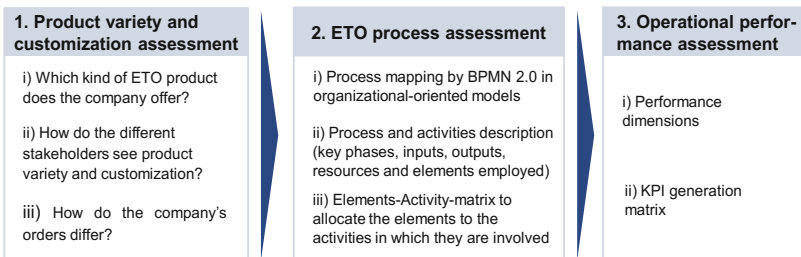 1. Product variety and
customization assessment
i) Which kind of ETO product
does the company offer?
ii) How do the different
stakeholders see product
variety and customization?
iii) How do the company's
orders differ?
2. ETO process assessment
i) Process mapping by BPMN 2.0 in
organizational-oriented models
ii) Process and activities description
(key phases, inputs, outputs,
resources and elements employed)
iii) Elements-Activity-matrix to
allocate the elements to the
activities in which they are involved
3. Operational perfor-
mance assessment
i) Performance
dimensions
ii) KPI generation
matrix